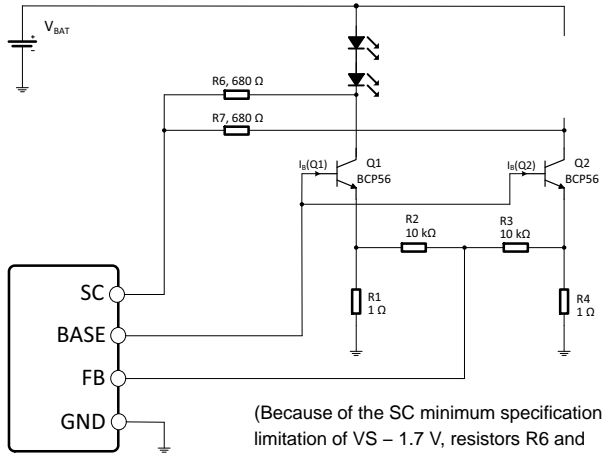 V_BAT
+
-
R6, 680 Ω
R7, 680 Ω
I_B(Q1)
Q1
BCP56
I_B(Q2)
Q2
BCP56
R2
10 kΩ
R3
10 kΩ
R1
1 Ω
R4
1 Ω
SC
BASE
FB
GND
(Because of the SC minimum specification
limitation of VS – 1.7 V, resistors R6 and